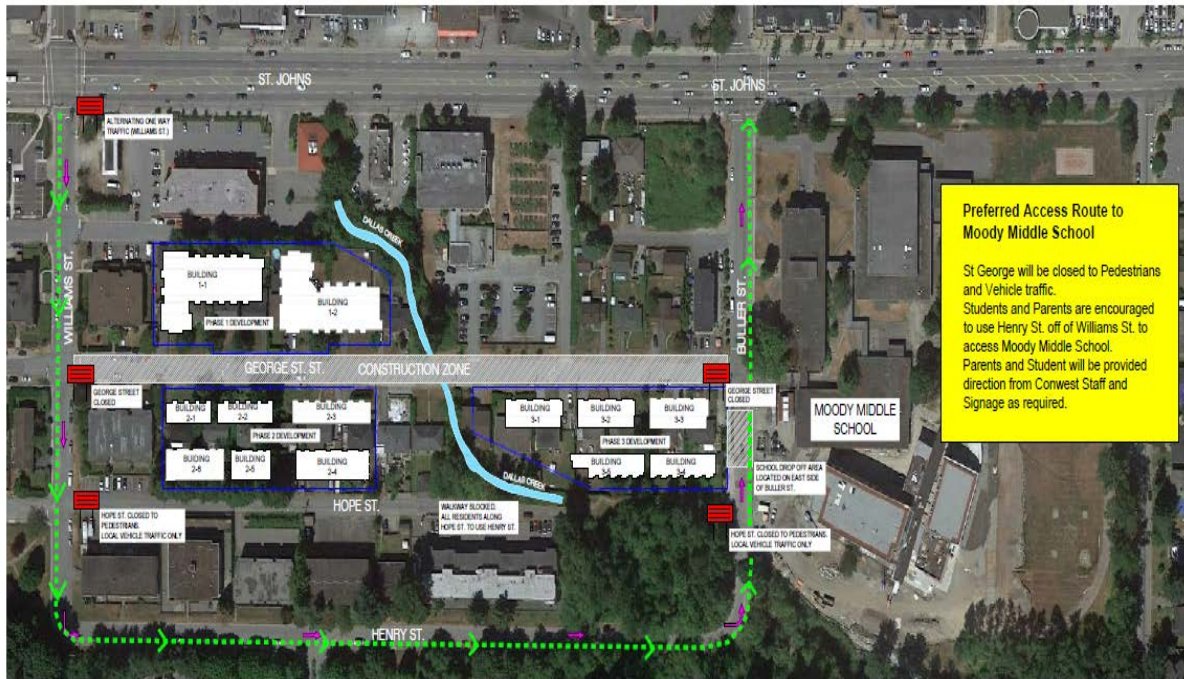 ST. JOHNS
ST. JOHNS
ALTERNATING ONE WAY
TRAFFIC (WILLIAMS ST.)
WILLIAMS ST.
DALLAS CREEK
BUILDING
1-1
BUILDING
1-2
PHASE 1 DEVELOPMENT
BULLER ST.
Preferred Access Route to
Moody Middle School
St George will be closed to Pedestrians
and Vehicle traffic.
Students and Parents are encouraged
to use Henry St. off of Williams St. to
access Moody Middle School.
Parents and Student will be provided
direction from Conwest Staff and
Signage as required.
GEORGE ST. ST.
CONSTRUCTION ZONE
GEORGE STREET
CLOSED
GEORGE STREET
CLOSED
BUILDING
2-1
BUILDING
2-2
BUILDING
2-3
PHASE 2 DEVELOPMENT
BUIDING
2-6
BUILDING
2-5
BUILDING
2-4
BUILDING
3-1
BUILDING
3-2
BUILDING
3-3
PHASE 3 DEVELOPMENT
BUILDING
3-5
BUILDING
3-4
MOODY MIDDLE
SCHOOL
SCHOOL DROP OFF AREA
LOCATED ON EAST SIDE
OF BULLER ST.
DALLAS CREEK
HOPE ST.
HOPE ST. CLOSED TO
PEDESTRIANS.
LOCAL VEHICLE TRAFFIC ONLY
WALKWAY BLOCKED.
ALL RESIDENTS ALONG
HOPE ST. TO USE HENRY ST.
HOPE ST. CLOSED TO PEDESTRIANS.
LOCAL VEHICLE TRAFFIC ONLY
HENRY ST.